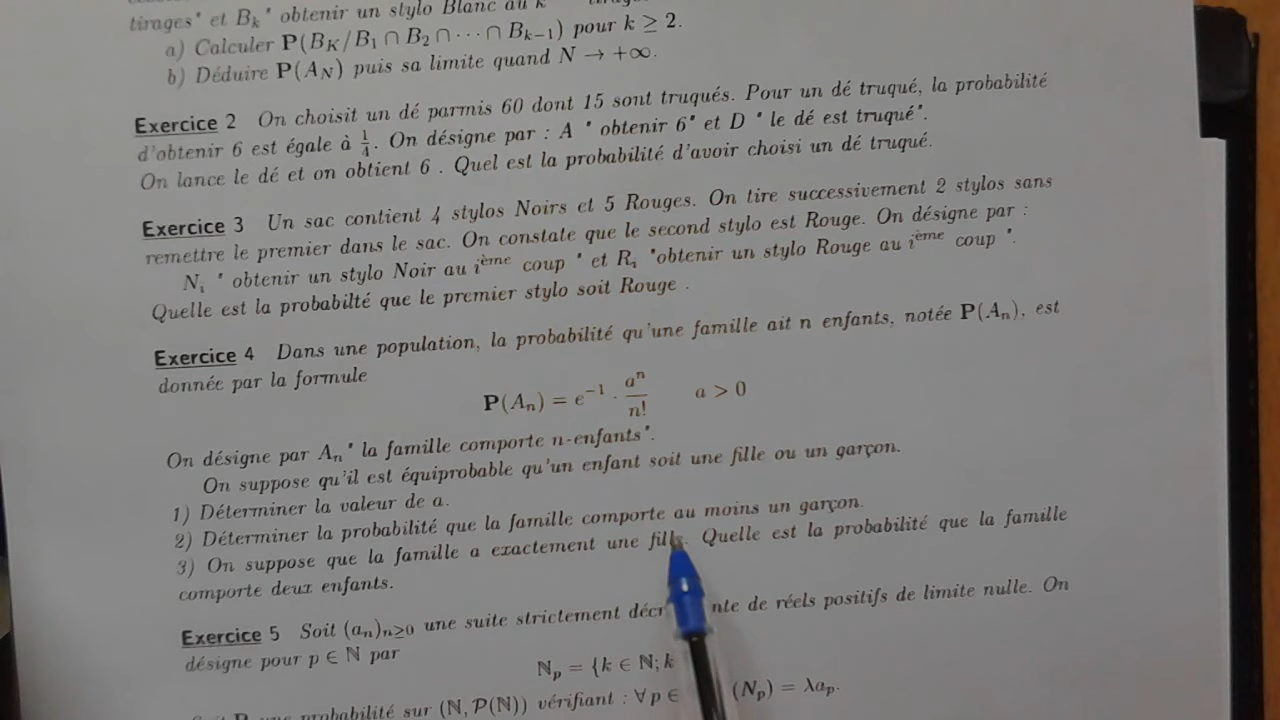 tirages" et Bk" obtenir un stylo Blanc au k
a) Calculer P(BK/B1 ∩ B2 ∩ ··· ∩ Bk−1) pour k ≥ 2.
b) Déduire P(AN) puis sa limite quand N → +∞.
Exercice 2 On choisit un dé parmis 60 dont 15 sont truqués. Pour un dé truqué, la probabilité
d'obtenir 6 est égale à 1/4. On désigne par : A " obtenir 6" et D " le dé est truqué".
On lance le dé et on obtient 6 . Quel est la probabilité d'avoir choisi un dé truqué.
Exercice 3 Un sac contient 4 stylos Noirs et 5 Rouges. On tire successivement 2 stylos sans
remettre le premier dans le sac. On constate que le second stylo est Rouge. On désigne par :
Ni " obtenir un stylo Noir au ième coup " et Ri "obtenir un stylo Rouge au ième coup ".
Quelle est la probabilté que le premier stylo soit Rouge .
Exercice 4 Dans une population, la probabilité qu'une famille ait n enfants, notée P(An), est
donnée par la formule
P(An) = e−1 · an/n! a > 0
On désigne par An" la famille comporte n-enfants".
On suppose qu'il est équiprobable qu'un enfant soit une fille ou un garçon.
1) Déterminer la valeur de a.
2) Déterminer la probabilité que la famille comporte au moins un garçon.
3) On suppose que la famille a exactement une fille. Quelle est la probabilité que la famille
comporte deux enfants.
Exercice 5 Soit (an)n≥0 une suite strictement décr nte de réels positifs de limite nulle. On
désigne pour p ∈ N par
Np = {k ∈ N; k
une probabilité sur (N, P(N)) vérifiant : ∀ p ∈ (Np) = λap.